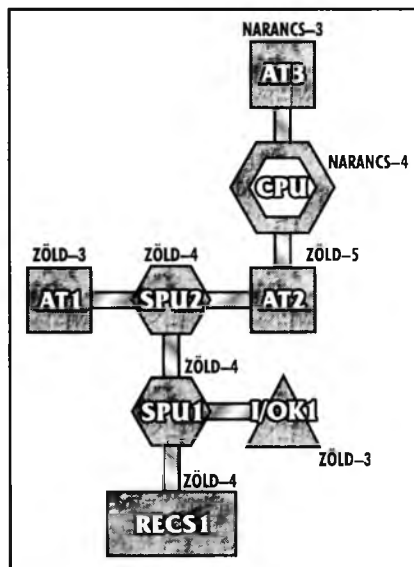 NARANCS–3
AT3
NARANCS–4
CPU
ZÖLD–3
ZÖLD–4
ZÖLD–5
AT1
SPU2
AT2
ZÖLD–4
SPU1
I/OK1
ZÖLD–3
ZÖLD–4
RECS1